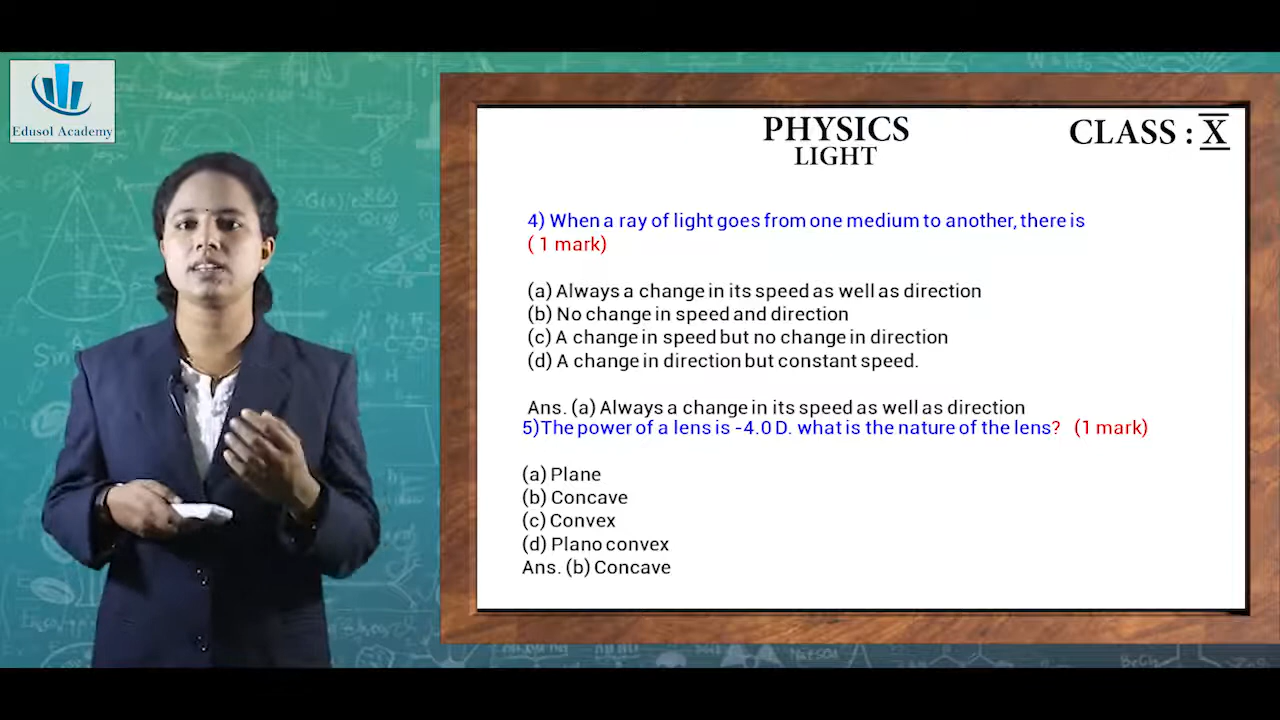 Edusol Academy
PHYSICS
LIGHT
CLASS : X
4) When a ray of light goes from one medium to another, there is
( 1 mark)
(a) Always a change in its speed as well as direction
(b) No change in speed and direction
(c) A change in speed but no change in direction
(d) A change in direction but constant speed.
Ans. (a) Always a change in its speed as well as direction
5)The power of a lens is -4.0 D. what is the nature of the lens? (1 mark)
(a) Plane
(b) Concave
(c) Convex
(d) Plano convex
Ans. (b) Concave